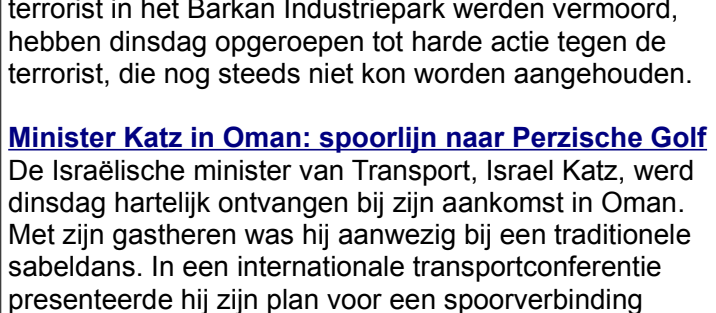 terrorist in het Barkan Industriepark werden vermoord,
hebben dinsdag opgeroepen tot harde actie tegen de
terrorist, die nog steeds niet kon worden aangehouden.
Minister Katz in Oman: spoorlijn naar Perzische Golf
De Israëlische minister van Transport, Israel Katz, werd
dinsdag hartelijk ontvangen bij zijn aankomst in Oman.
Met zijn gastheren was hij aanwezig bij een traditionele
sabeldans. In een internationale transportconferentie
presenteerde hij zijn plan voor een spoorverbinding